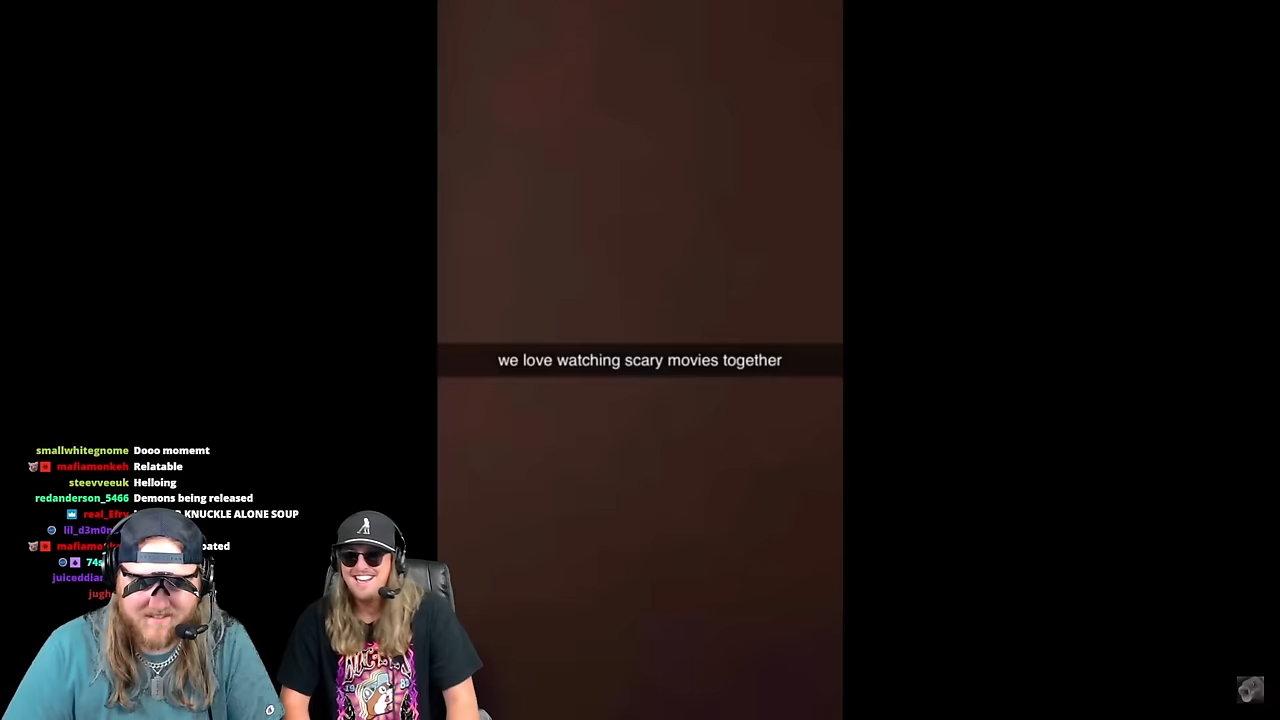 we love watching scary movies together
smallwhitegnome Dooo momemt
mafiamonkeh Relatable
steevveeuk Helloing
redanderson_5466 Demons being released
real_Efry KNUCKLE ALONE SOUP